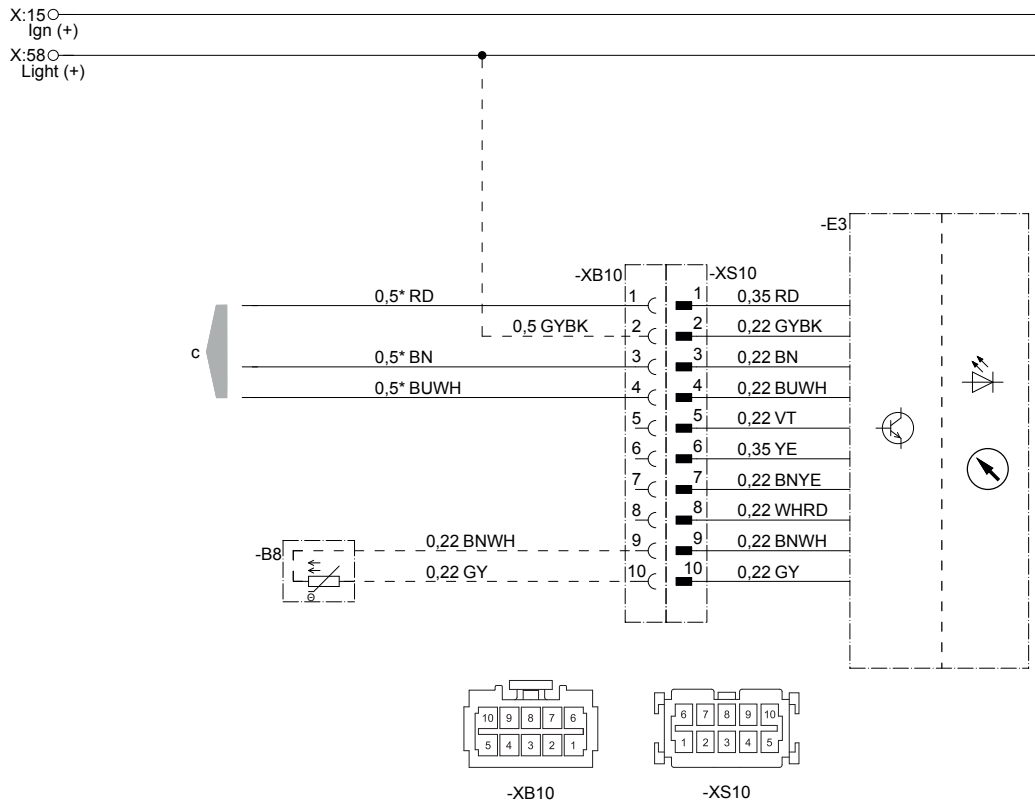 X:15
Ign (+)
X:58
Light (+)
-E3
-XB10
-XS10
0,5* RD
1
1
0,35 RD
0,5 GYBK
2
2
0,22 GYBK
c
0,5* BN
3
3
0,22 BN
0,5* BUWH
4
4
0,22 BUWH
5
5
0,22 VT
6
6
0,35 YE
7
7
0,22 BNYE
8
8
0,22 WHRD
-B8
0,22 BNWH
9
9
0,22 BNWH
0,22 GY
10
10
0,22 GY
10 9 8 7 6
5 4 3 2 1
-XB10
6 7 8 9 10
1 2 3 4 5
-XS10